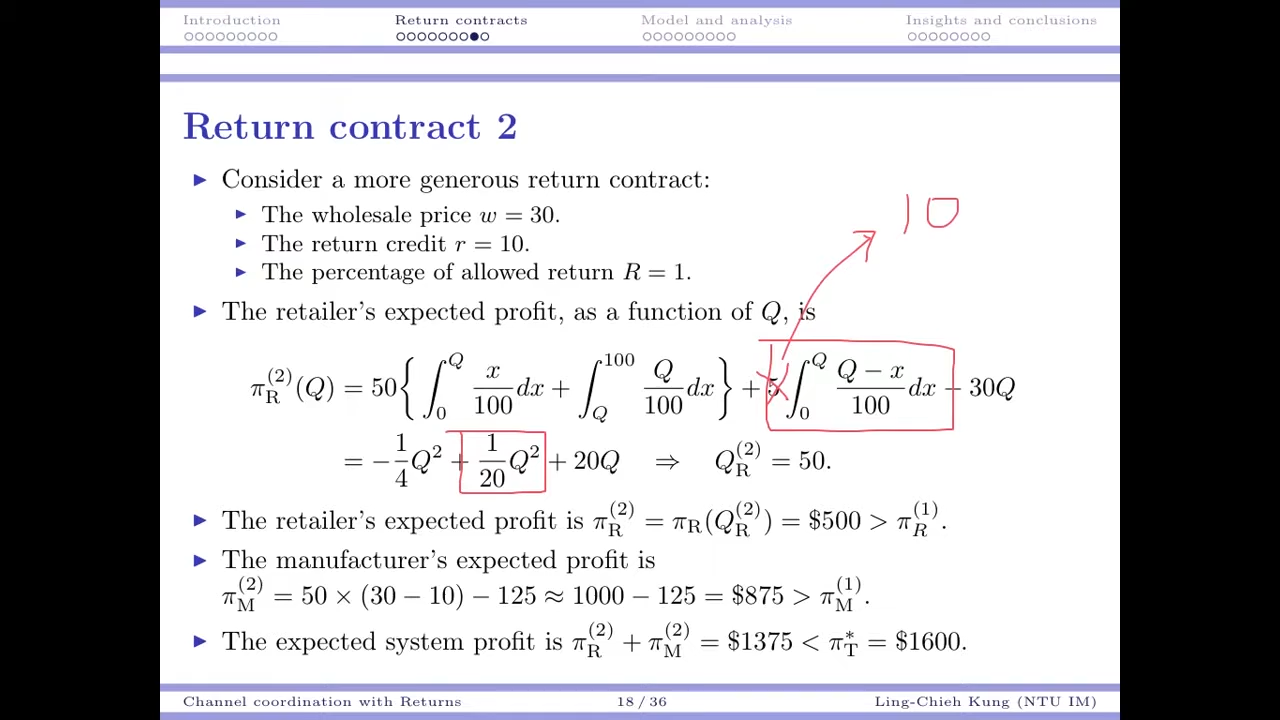 Introduction Return contracts Model and analysis Insights and conclusions
Return contract 2
▶ Consider a more generous return contract:
▶ The wholesale price w = 30.
▶ The return credit r = 10.
▶ The percentage of allowed return R = 1.
10
▶ The retailer's expected profit, as a function of Q, is
π_R^(2)(Q) = 50{∫_0^Q x/100 dx + ∫_Q^100 Q/100 dx} + 5∫_0^Q (Q − x)/100 dx − 30Q
= −1/4 Q² + 1/20 Q² + 20Q ⇒ Q_R^(2) = 50.
▶ The retailer's expected profit is π_R^(2) = π_R(Q_R^(2)) = $500 > π_R^(1).
▶ The manufacturer's expected profit is
π_M^(2) = 50 × (30 − 10) − 125 ≈ 1000 − 125 = $875 > π_M^(1).
▶ The expected system profit is π_R^(2) + π_M^(2) = $1375 < π_T^* = $1600.
Channel coordination with Returns 18 / 36 Ling-Chieh Kung (NTU IM)